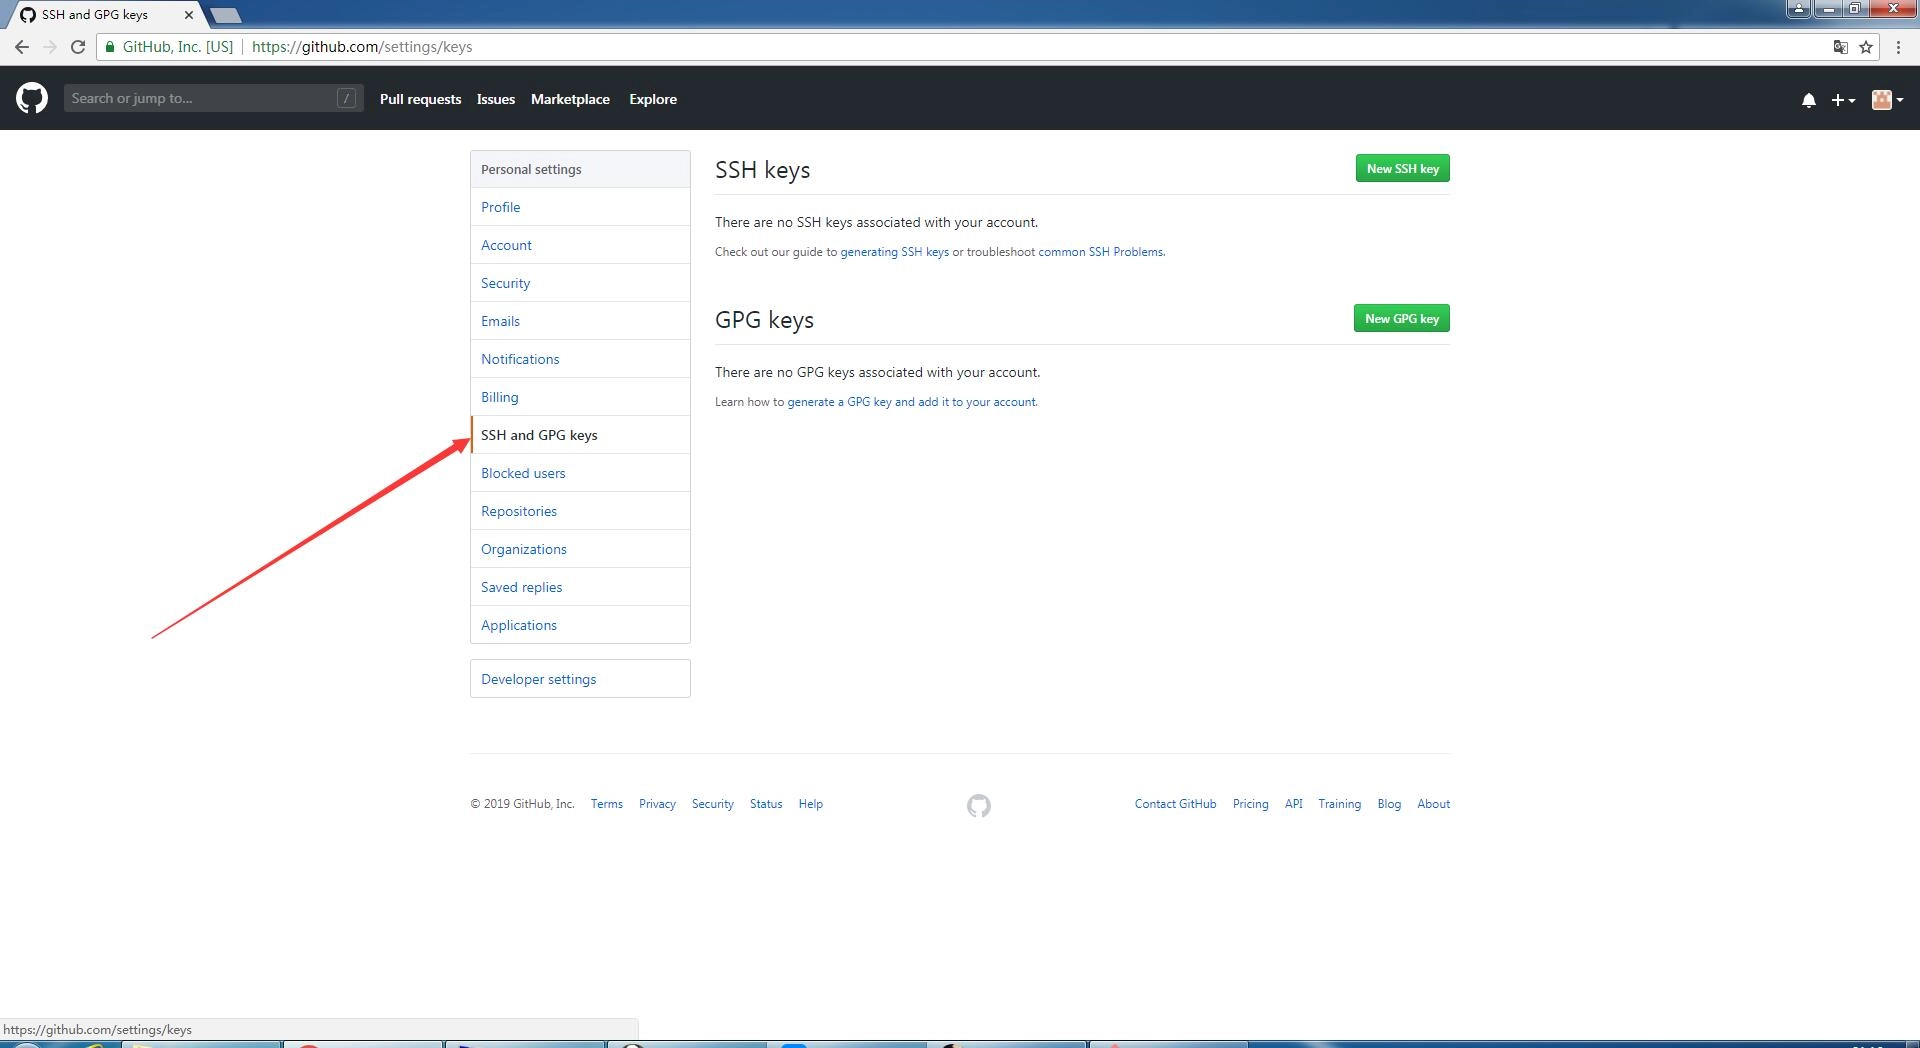 SSH and GPG keys
GitHub, Inc. [US] https://github.com/settings/keys
Search or jump to... / Pull requests Issues Marketplace Explore
Personal settings
Profile
Account
Security
Emails
Notifications
Billing
SSH and GPG keys
Blocked users
Repositories
Organizations
Saved replies
Applications
Developer settings
SSH keys
New SSH key
There are no SSH keys associated with your account.
Check out our guide to generating SSH keys or troubleshoot common SSH Problems.
GPG keys
New GPG key
There are no GPG keys associated with your account.
Learn how to generate a GPG key and add it to your account.
© 2019 GitHub, Inc. Terms Privacy Security Status Help Contact GitHub Pricing API Training Blog About
https://github.com/settings/keys